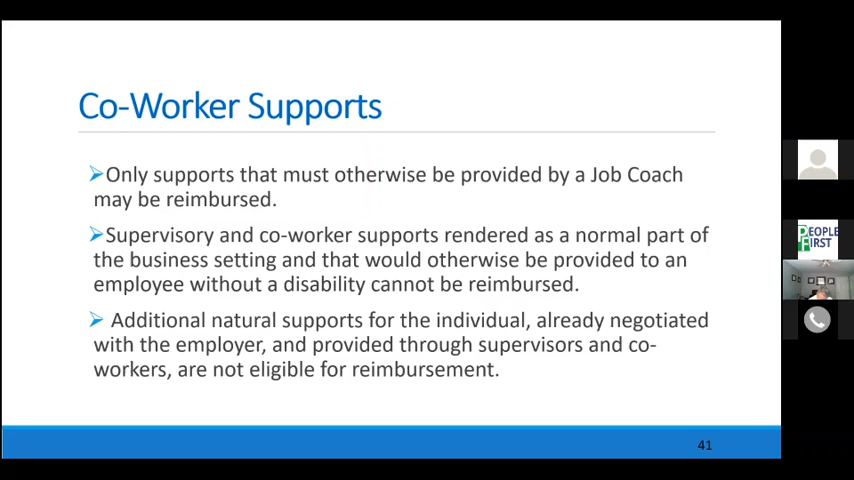 Co-Worker Supports
➢Only supports that must otherwise be provided by a Job Coach
may be reimbursed.
➢Supervisory and co-worker supports rendered as a normal part of
the business setting and that would otherwise be provided to an
employee without a disability cannot be reimbursed.
➢ Additional natural supports for the individual, already negotiated
with the employer, and provided through supervisors and co-
workers, are not eligible for reimbursement.
41
PEOPLE
FIRST